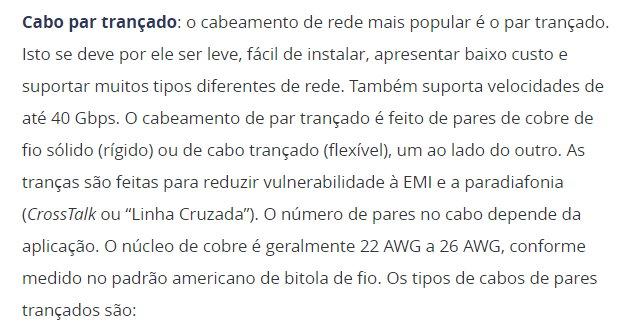 Cabo par trançado: o cabeamento de rede mais popular é o par trançado.
Isto se deve por ele ser leve, fácil de instalar, apresentar baixo custo e
suportar muitos tipos diferentes de rede. Também suporta velocidades de
até 40 Gbps. O cabeamento de par trançado é feito de pares de cobre de
fio sólido (rígido) ou de cabo trançado (flexível), um ao lado do outro. As
tranças são feitas para reduzir vulnerabilidade à EMI e a paradiafonia
(CrossTalk ou “Linha Cruzada”). O número de pares no cabo depende da
aplicação. O núcleo de cobre é geralmente 22 AWG a 26 AWG, conforme
medido no padrão americano de bitola de fio. Os tipos de cabos de pares
trançados são: